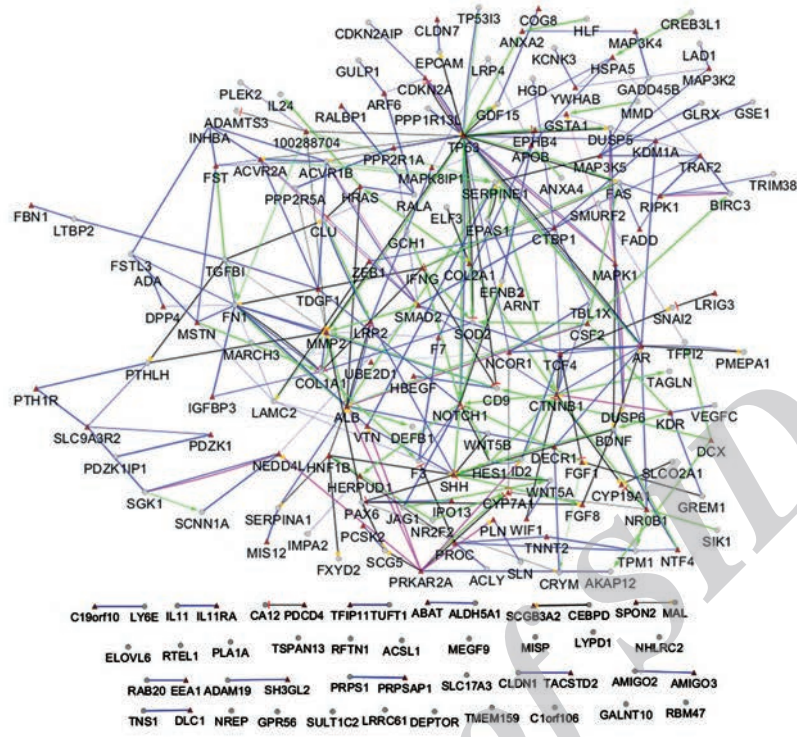 TP53I3
COG8
CDKN2AIP
CLDN7
ANXA2
HLF
CREB3L1
EPCAM
MAP3K4
GULP1
LRP4
KCNK3
HSPA5
LAD1
CDKN2A
MAP3K2
PLEK2
ARF6
HGD
YWHAB
GADD45B
IL24
PPP1R13L
GDF15
GSTA1
MMD
GLRX
GSE1
ADAMTS3
RALBP1
EPHB4
DUSP5
INHBA
100288704
TP53
APOB
KDM1A
PPP2R1A
MAP3K5
FST
ACVR2A
ACVR1B
MAPK8IP1
SERPINE1
ANXA4
FAS
TRAF2
TRIM38
PPP2R5A
HRAS
RALA
RIPK1
BIRC3
FBN1
ELF3
SMURF2
LTBP2
CLU
GCH1
EPAS1
CTBP1
FADD
FSTL3
TGFBI
ZEB1
IFNG
COL2A1
MAPK1
ADA
TDGF1
EFNB2
DPP4
FN1
SMAD2
ARNT
TBL1X
LRIG3
MSTN
SOD2
CSF2
SNAI2
MMP2
LRP2
F7
AR
MARCH3
NCOR1
TCF4
TFPI2
PTHLH
COL1A1
UBE2D1
PMEPA1
PTH1R
HBEGF
CD9
TAGLN
IGFBP3
LAMC2
NOTCH1
CTNNB1
DUSP6
KDR
VEGFC
SLC9A3R2
ALB
BDNF
PDZK1
VTN
DEFB1
WNT5B
DCX
PDZK1IP1
NEDD4L
HNF1B
F3
HES1
DECR1
SLCO2A1
HERPUD1
SHH
ID2
FGF1
SGK1
CYP7A1
WNT5A
CYP19A1
GREM1
SCNN1A
SERPINA1
PAX6
IPO13
JAG1
FGF8
NR0B1
PCSK2
NR2F2
PLN
WIF1
SIK1
MIS12
IMPA2
PROC
TNNT2
NTF4
SCG5
TPM1
FXYD2
SLN
PRKAR2A
ACLY
CRYM
AKAP12
C19orf10 LY6E IL11 IL11RA CA12 PDCD4 TFIP11 TUFT1 ABAT ALDH5A1 SCGB3A2 CEBPD SPON2 MAL
ELOVL6 RTEL1 PLA1A TSPAN13 RFTN1 ACSL1 MEGF9 MISP LYPD1 NHLRC2
RAB20 EEA1 ADAM19 SH3GL2 PRPS1 PRPSAP1 SLC17A3 CLDN1 TACSTD2 AMIGO2 AMIGO3
TNS1 DLC1 NREP GPR56 SULT1C2 LRRC61 DEPTOR TMEM159 C1orf106 GALNT10 RBM47
of SID